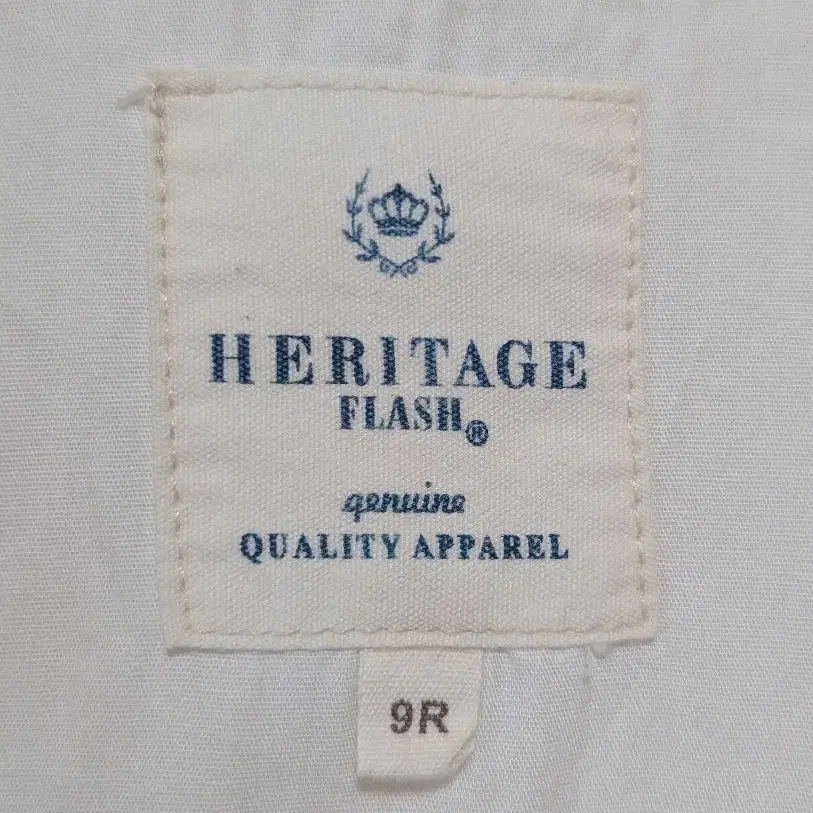 HERITAGE
FLASH®
genuine
QUALITY APPAREL
9R